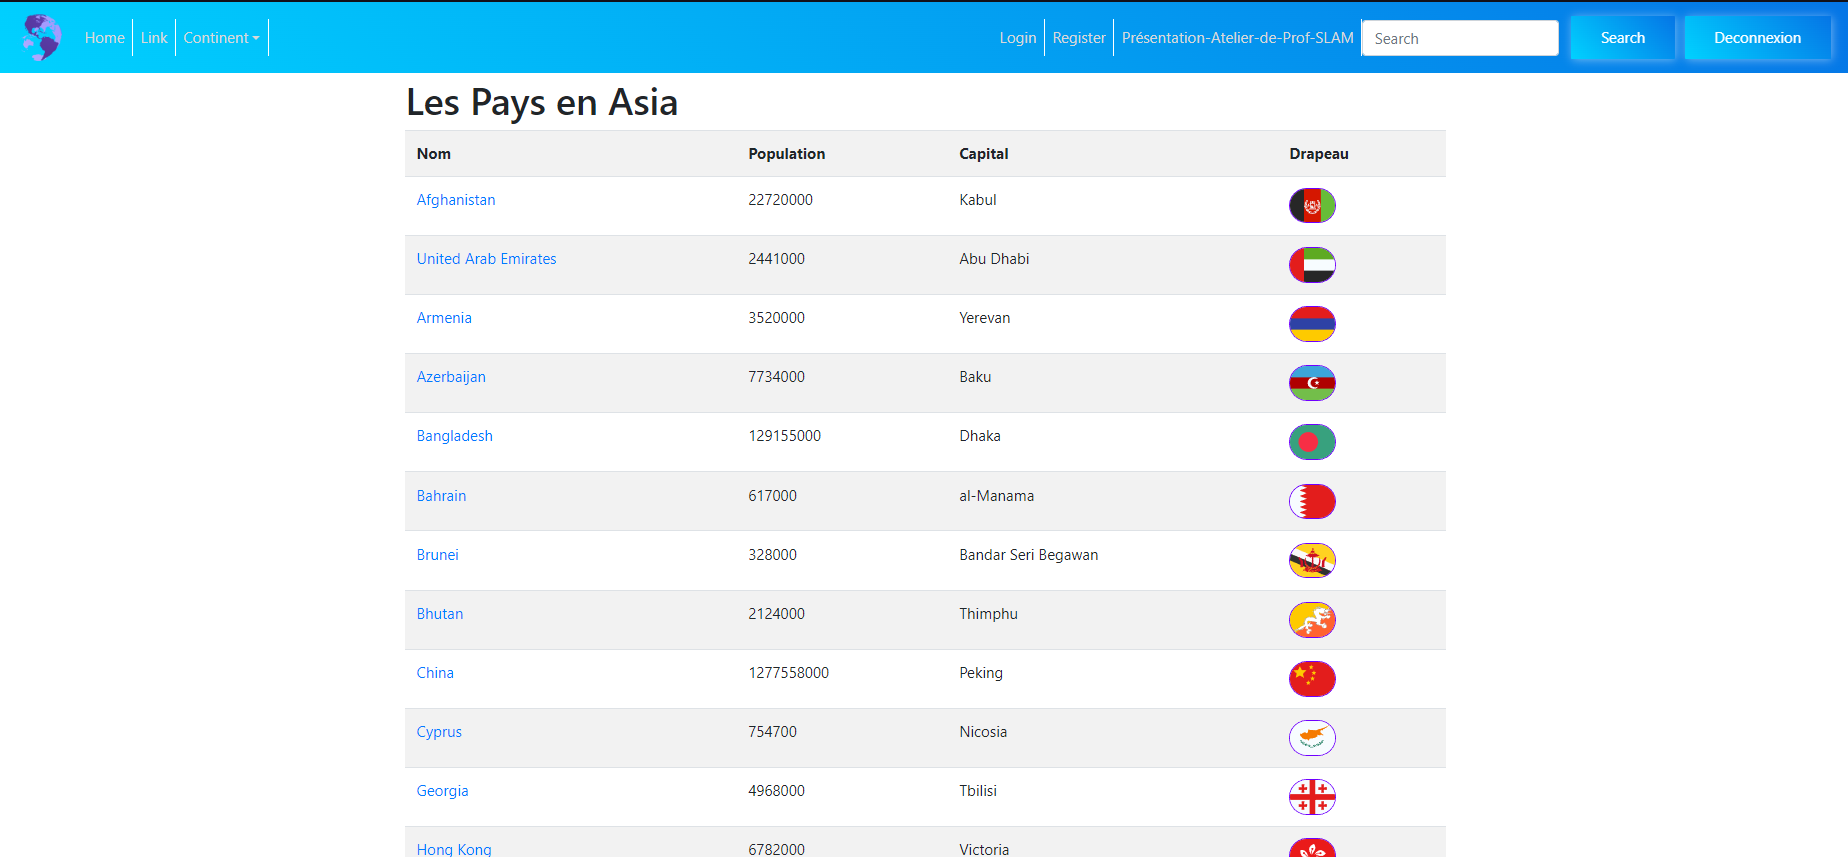 Home Link Continent Login Register Présentation-Atelier-de-Prof-SLAM Search Search Deconnexion
Les Pays en Asia
Nom Population Capital Drapeau
Afghanistan 22720000 Kabul
United Arab Emirates 2441000 Abu Dhabi
Armenia 3520000 Yerevan
Azerbaijan 7734000 Baku
Bangladesh 129155000 Dhaka
Bahrain 617000 al-Manama
Brunei 328000 Bandar Seri Begawan
Bhutan 2124000 Thimphu
China 1277558000 Peking
Cyprus 754700 Nicosia
Georgia 4968000 Tbilisi
Hong Kong 6782000 Victoria